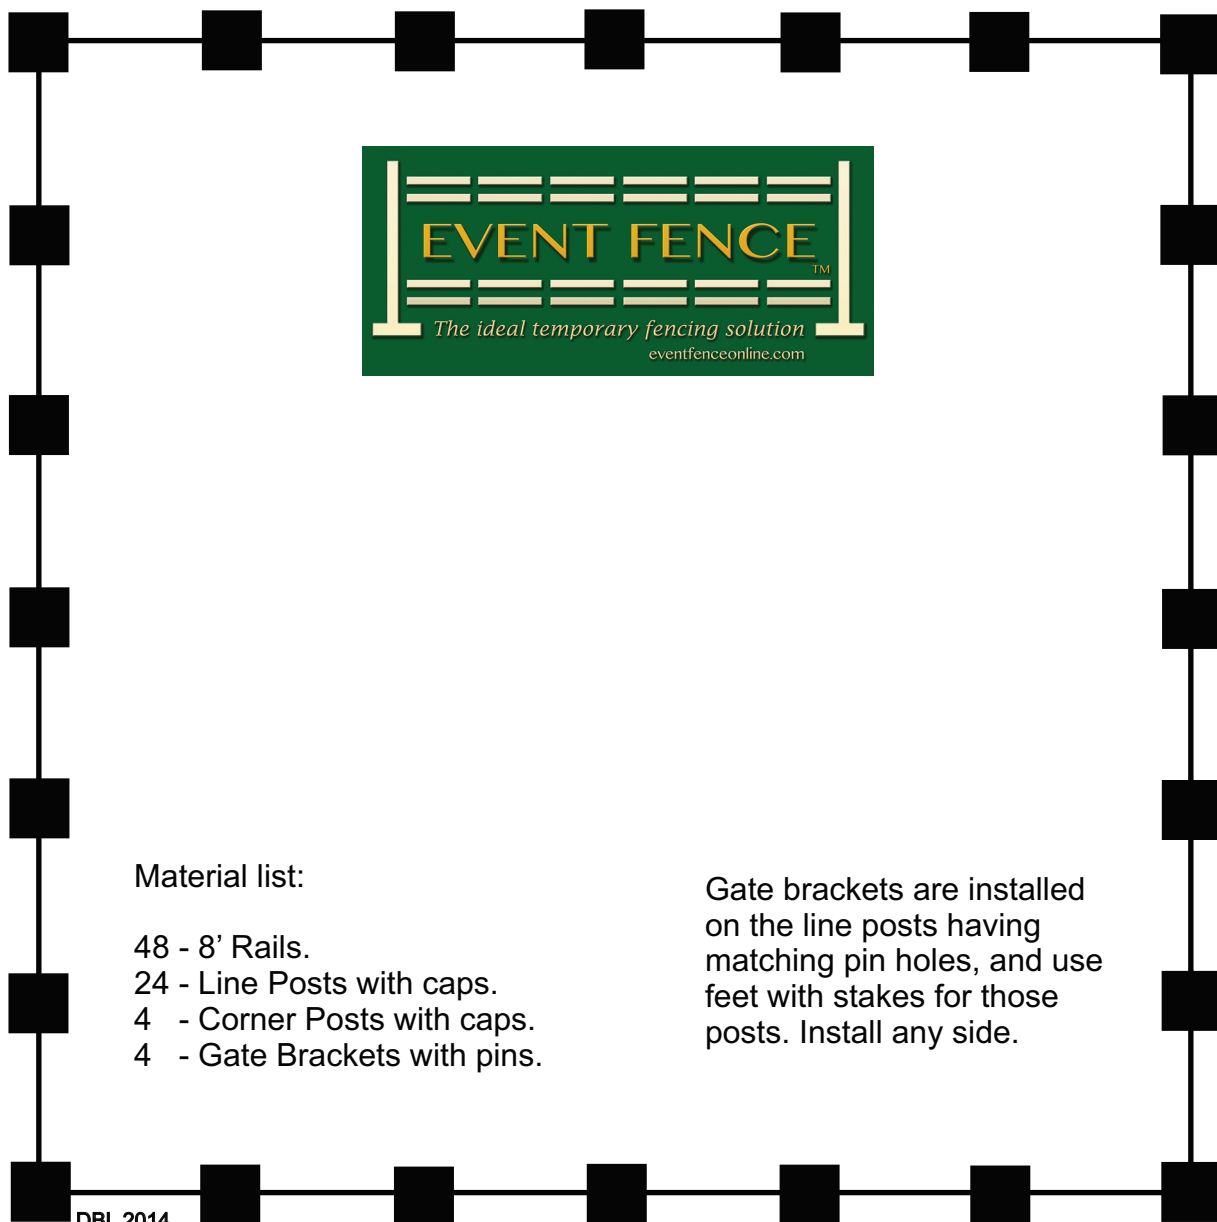 EVENT FENCE
TM
The ideal temporary fencing solution
eventfenceonline.com
Material list:
48 - 8’ Rails.
24 - Line Posts with caps.
4 - Corner Posts with caps.
4 - Gate Brackets with pins.
Gate brackets are installed
on the line posts having
matching pin holes, and use
feet with stakes for those
posts. Install any side.
DBL 2014